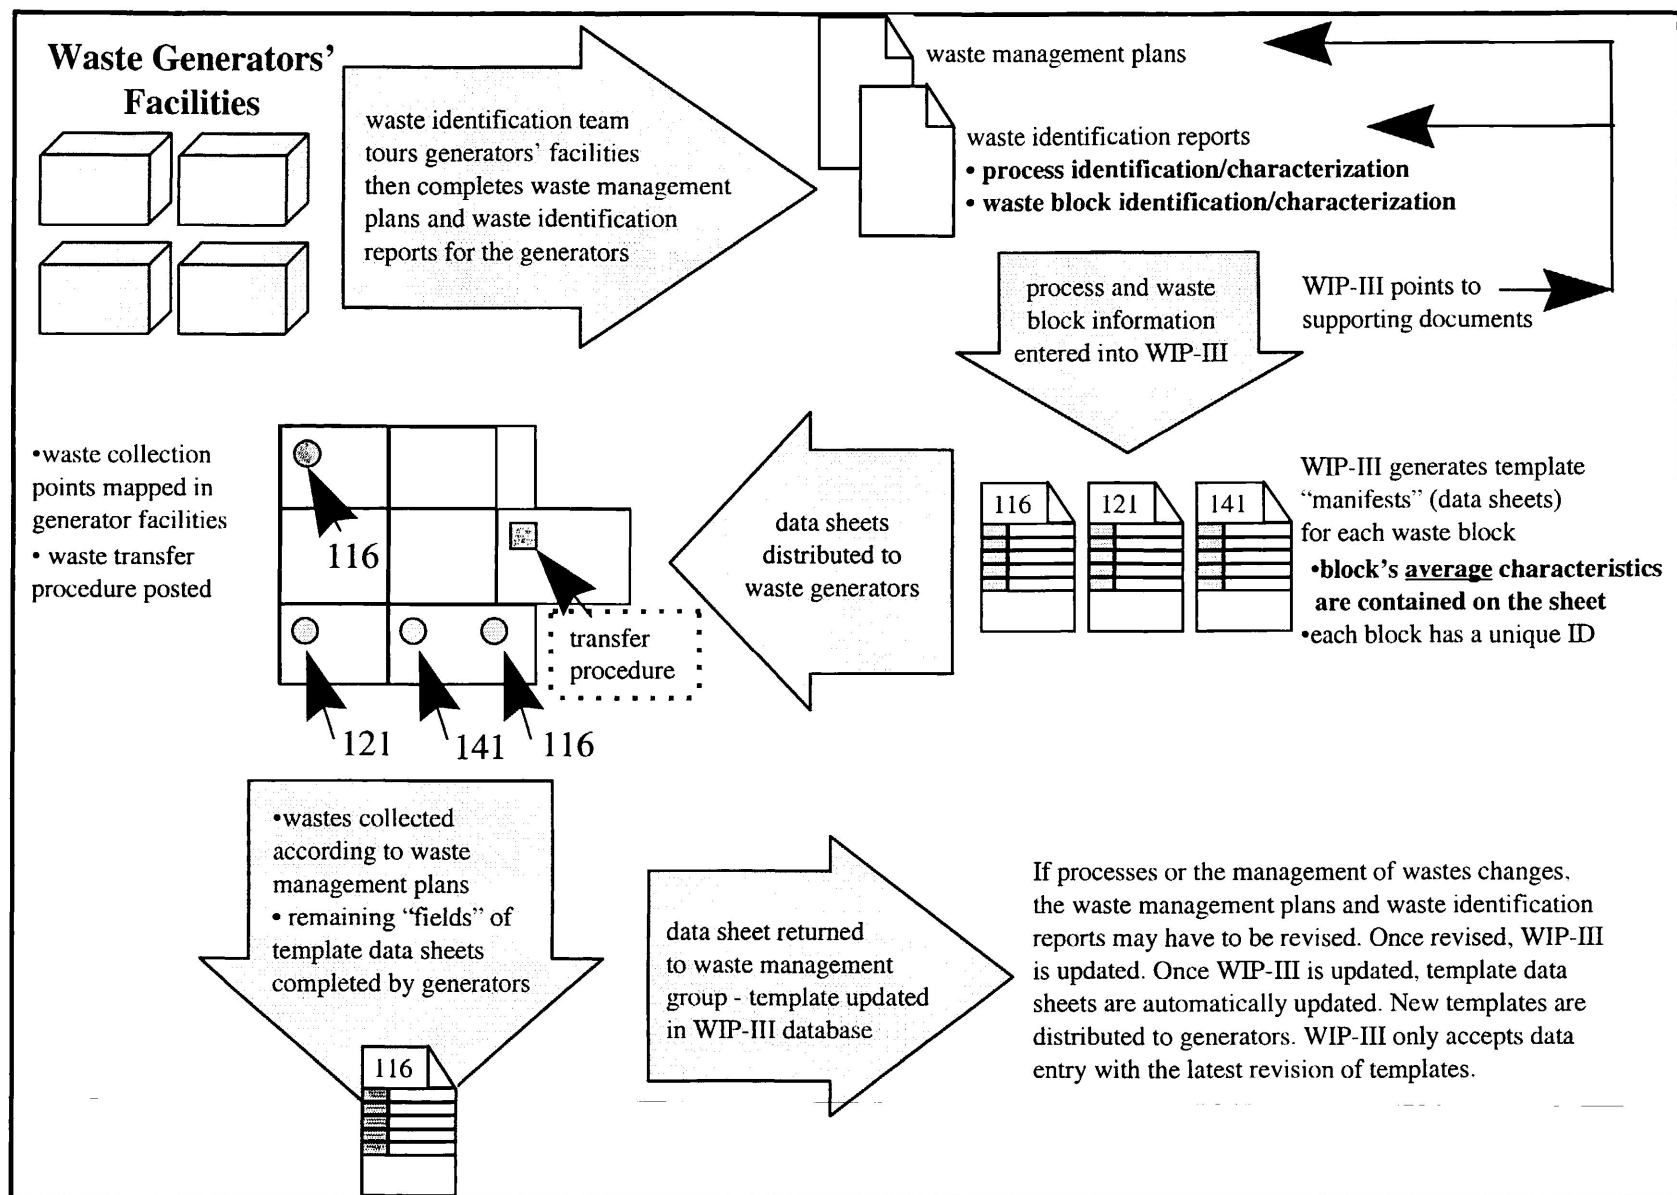 Waste Generators'
Facilities
waste identification team
tours generators' facilities
then completes waste management
plans and waste identification
reports for the generators
waste management plans
waste identification reports
• process identification/characterization
• waste block identification/characterization
process and waste
block information
entered into WIP-III
WIP-III points to
supporting documents
•waste collection
points mapped in
generator facilities
• waste transfer
procedure posted
116
transfer
procedure
121
141
116
data sheets
distributed to
waste generators
116
121
141
WIP-III generates template
“manifests” (data sheets)
for each waste block
•block's average characteristics
are contained on the sheet
•each block has a unique ID
•wastes collected
according to waste
management plans
• remaining “fields” of
template data sheets
completed by generators
116
data sheet returned
to waste management
group - template updated
in WIP-III database
If processes or the management of wastes changes,
the waste management plans and waste identification
reports may have to be revised. Once revised, WIP-III
is updated. Once WIP-III is updated, template data
sheets are automatically updated. New templates are
distributed to generators. WIP-III only accepts data
entry with the latest revision of templates.